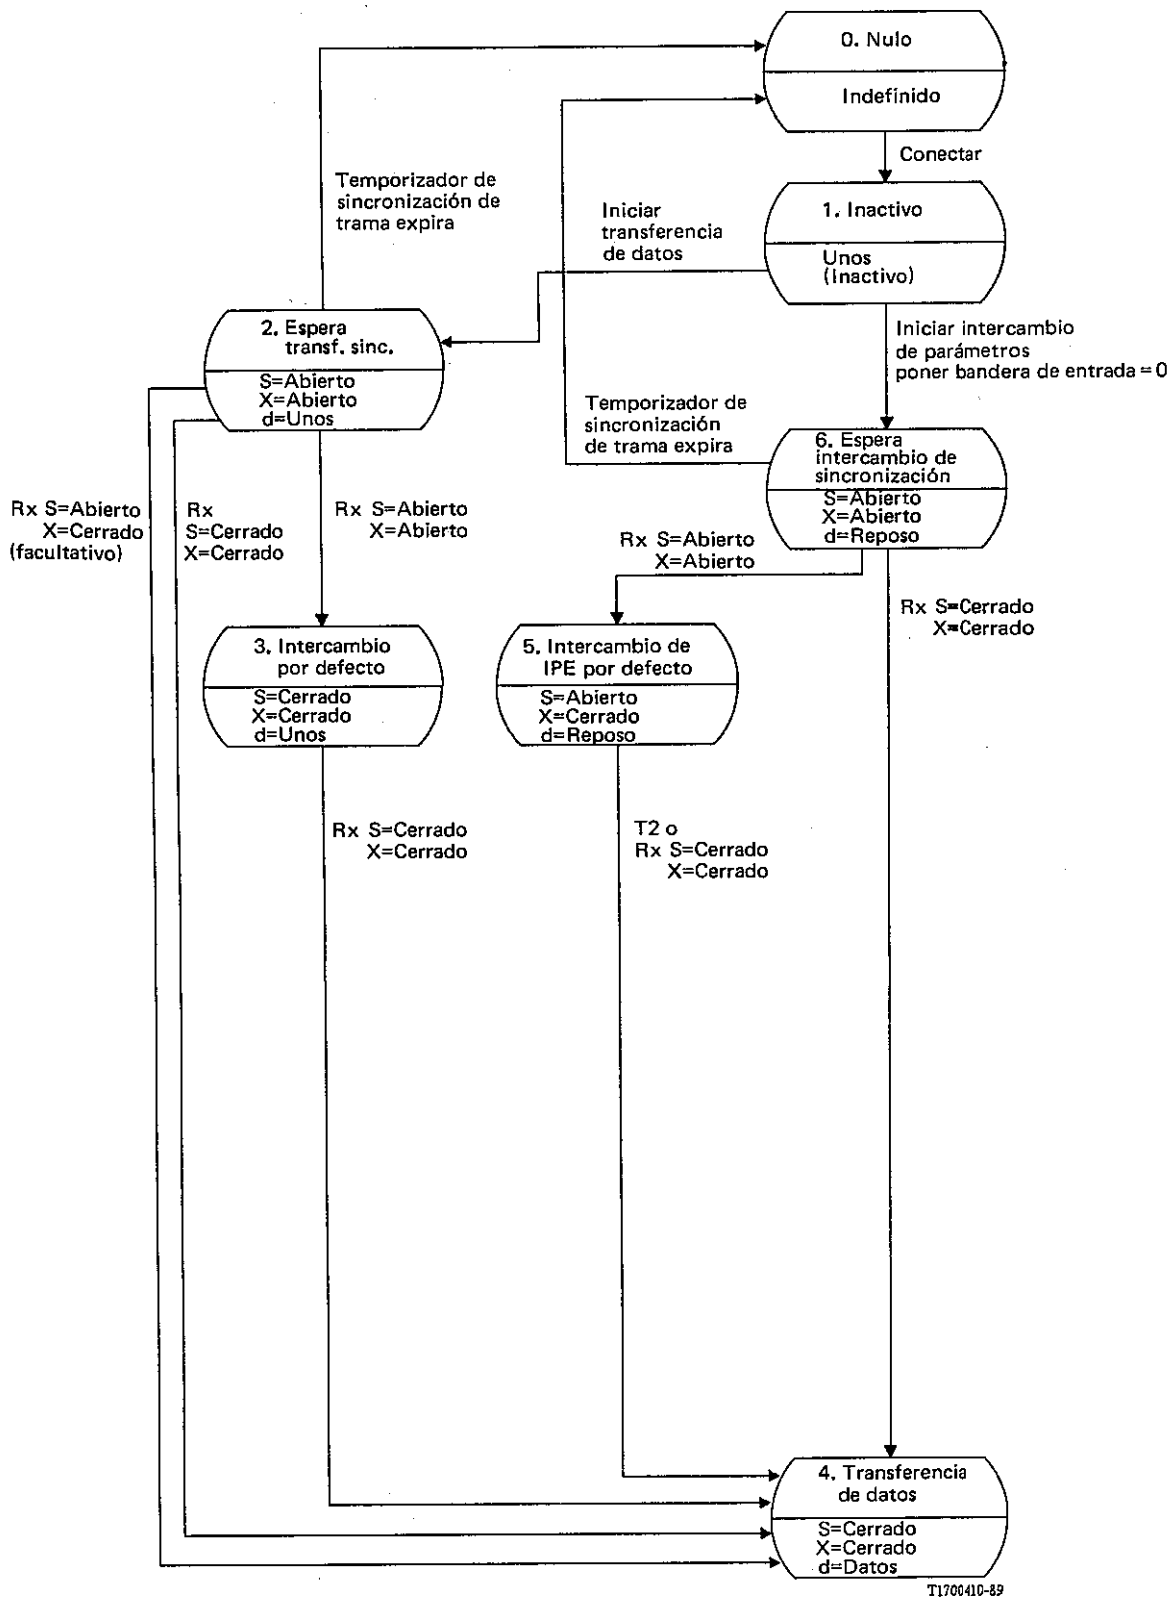 0. Nulo
Indefinido
Conectar
1. Inactivo
Unos
(Inactivo)
Temporizador de
sincronización de
trama expira
Iniciar
transferencia
de datos
2. Espera
transf. sinc.
S=Abierto
X=Abierto
d=Unos
Iniciar intercambio
de parámetros
poner bandera de entrada = 0
Temporizador de
sincronización
de trama expira
6. Espera
intercambio de
sincronización
S=Abierto
X=Abierto
d=Reposo
Rx S=Abierto
X=Cerrado
(facultativo)
Rx
S=Cerrado
X=Cerrado
Rx S=Abierto
X=Abierto
Rx S=Abierto
X=Abierto
Rx S=Cerrado
X=Cerrado
3. Intercambio
por defecto
S=Cerrado
X=Cerrado
d=Unos
5. Intercambio de
IPE por defecto
S=Abierto
X=Cerrado
d=Reposo
Rx S=Cerrado
X=Cerrado
T2 o
Rx S=Cerrado
X=Cerrado
4. Transferencia
de datos
S=Cerrado
X=Cerrado
d=Datos
T1700410-89